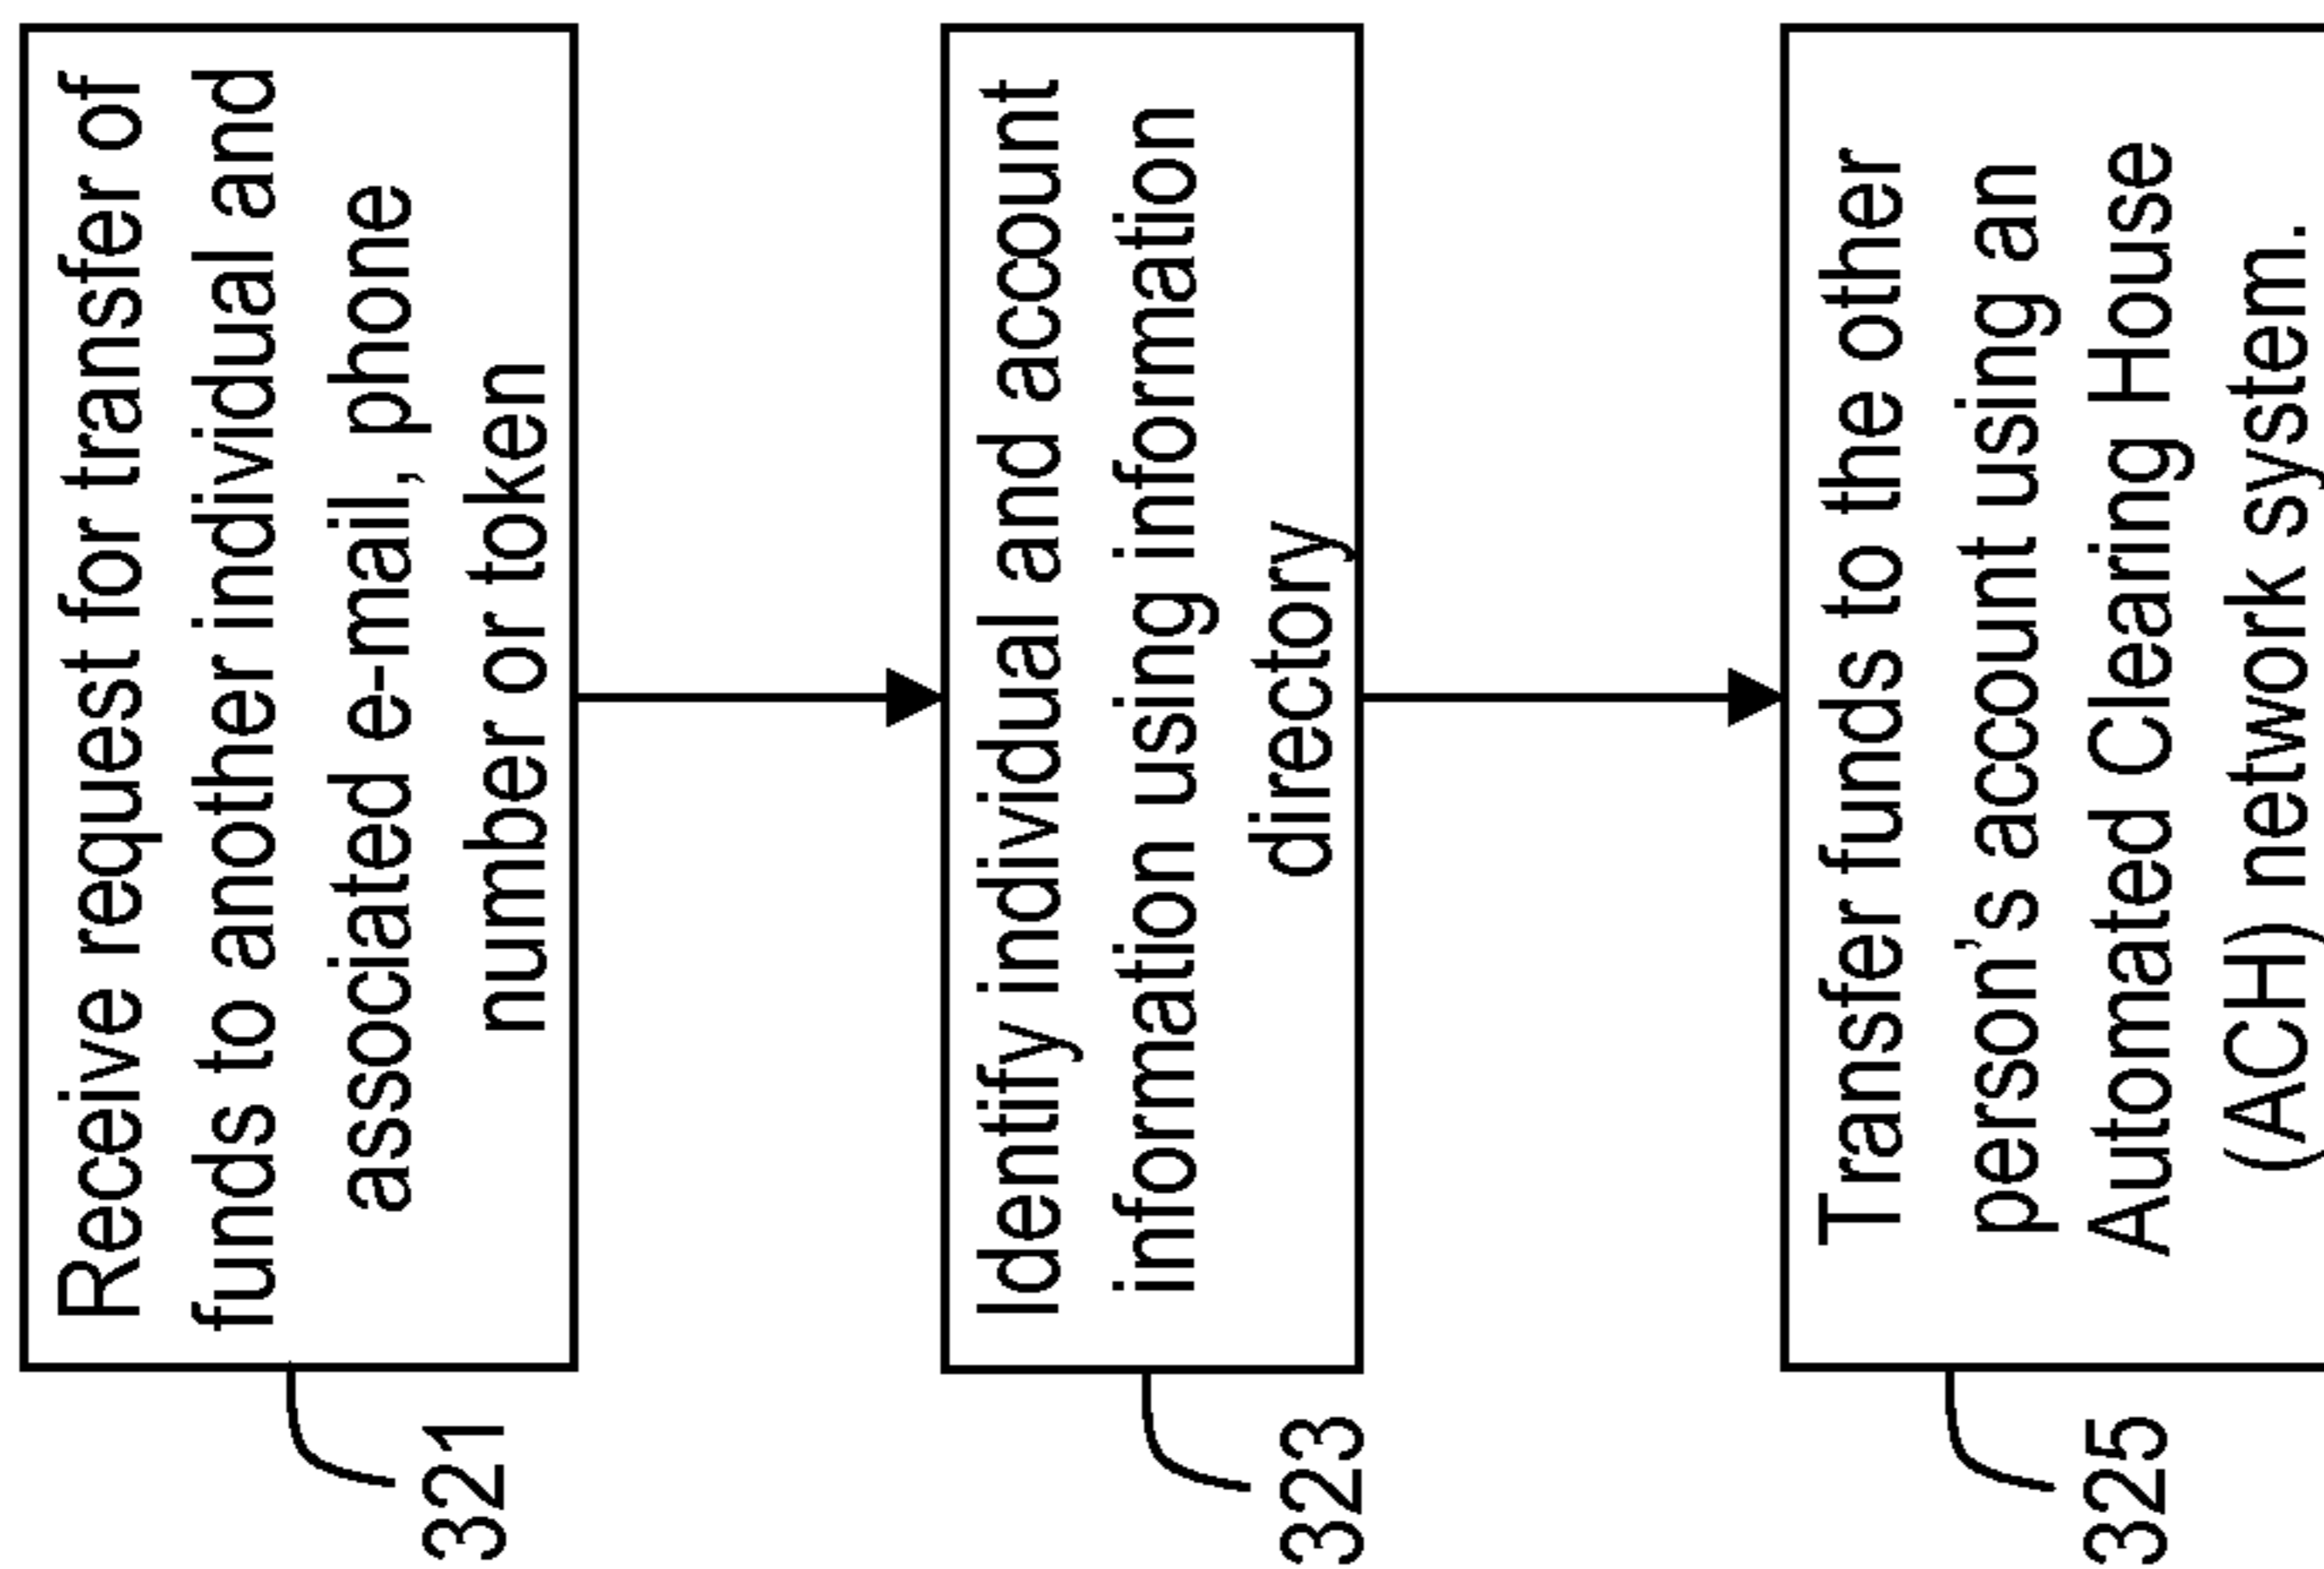 Receive request for transfer of
funds to another individual and
associated e-mail, phone
number or token
321
Identify individual and account
information using information
directory
323
Transfer funds to the other
person's account using an
Automated Clearing House
(ACH) network system.
325